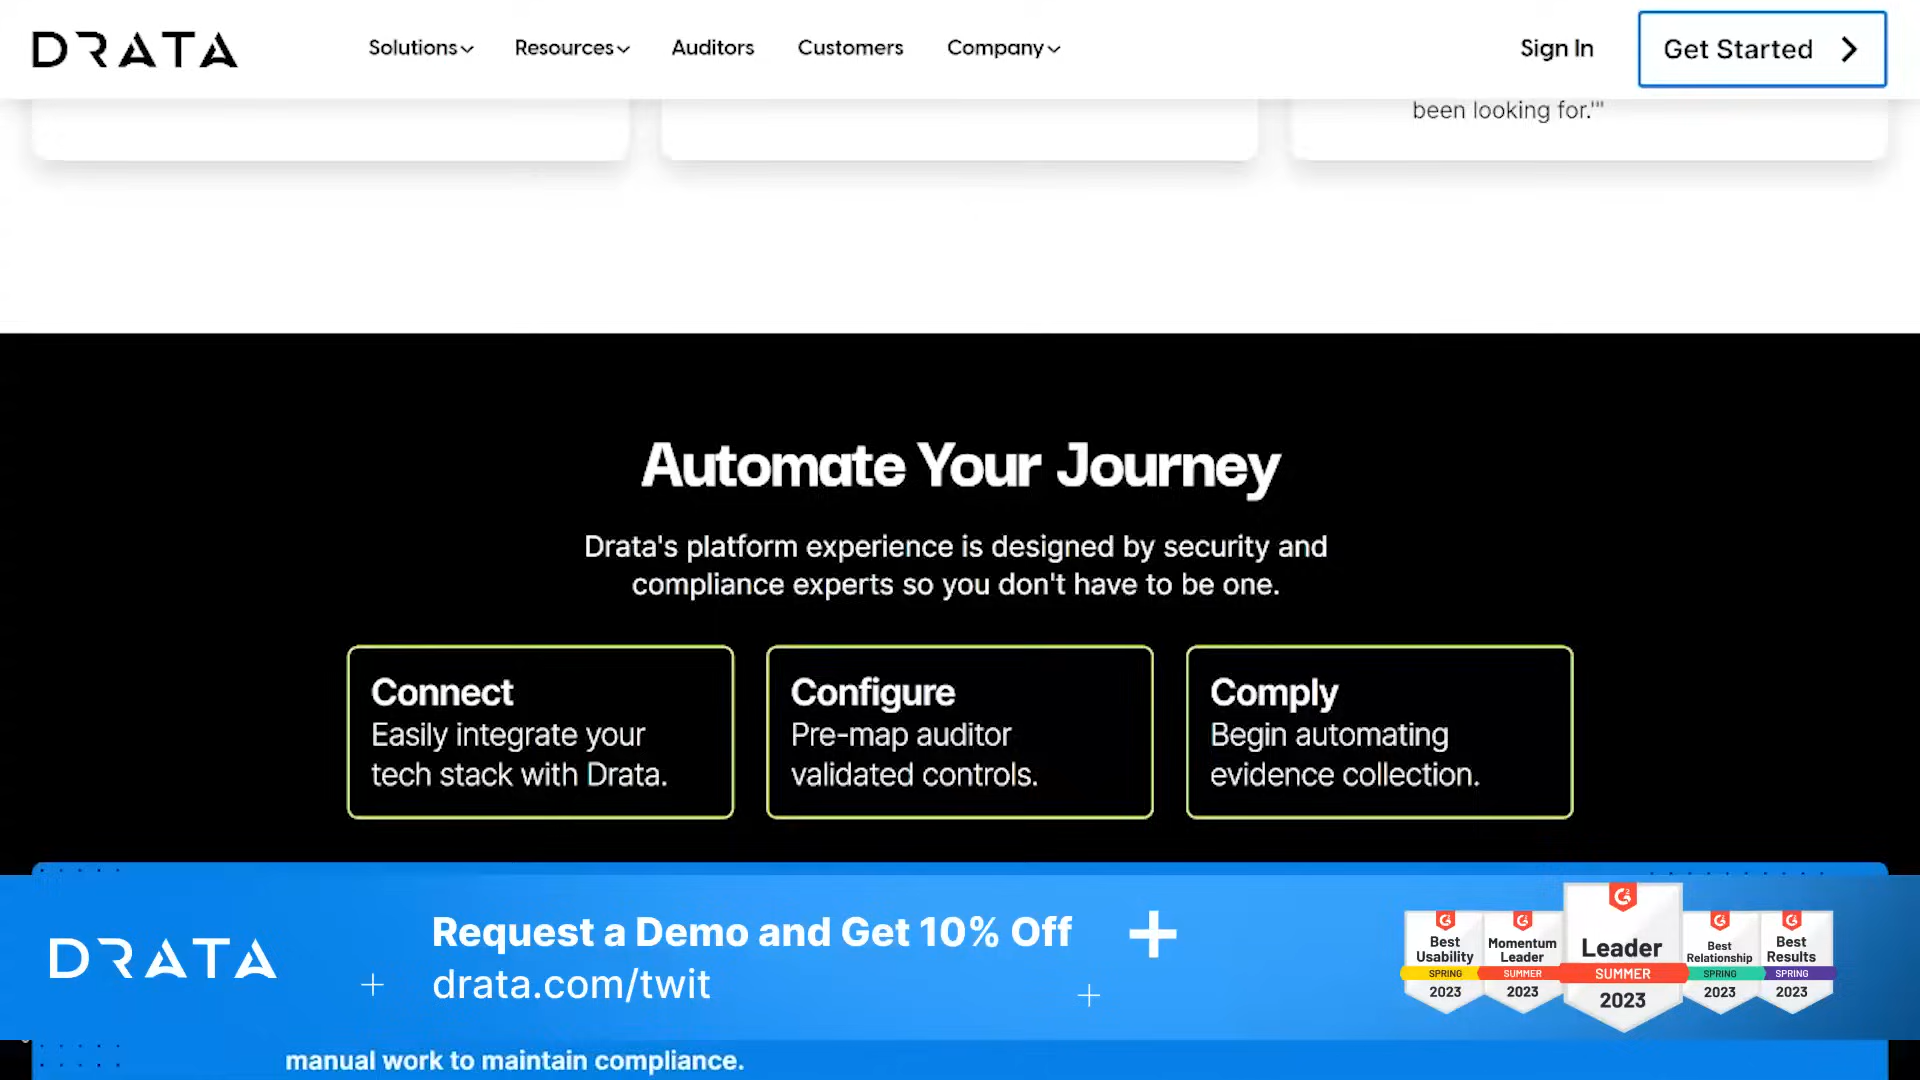 DRATA
Solutions
Resources
Auditors
Customers
Company
Sign In
Get Started
been looking for.'"
Automate Your Journey
Drata's platform experience is designed by security and
compliance experts so you don't have to be one.
Connect
Easily integrate your
tech stack with Drata.
Configure
Pre-map auditor
validated controls.
Comply
Begin automating
evidence collection.
DRATA
Request a Demo and Get 10% Off
drata.com/twit
Best
Usability
SPRING
2023
Momentum
Leader
SUMMER
2023
Leader
SUMMER
2023
Best
Relationship
SPRING
2023
Best
Results
SPRING
2023
manual work to maintain compliance.